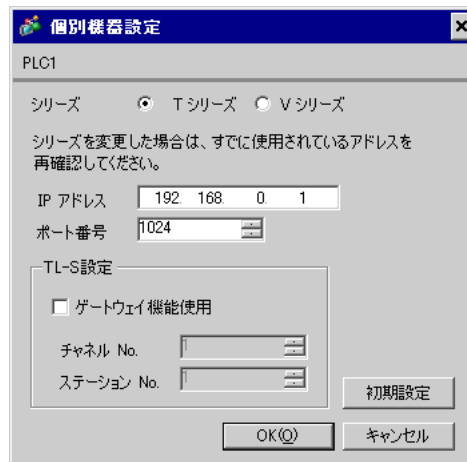 個別機器設定
PLC1
シリーズ Tシリーズ Vシリーズ
シリーズを変更した場合は、すでに使用されているアドレスを
再確認してください。
IP アドレス 192. 168. 0. 1
ポート番号 1024
TL-S設定
ゲートウェイ機能使用
チャネル No. 1
ステーション No. 1
初期設定
OK(O) キャンセル